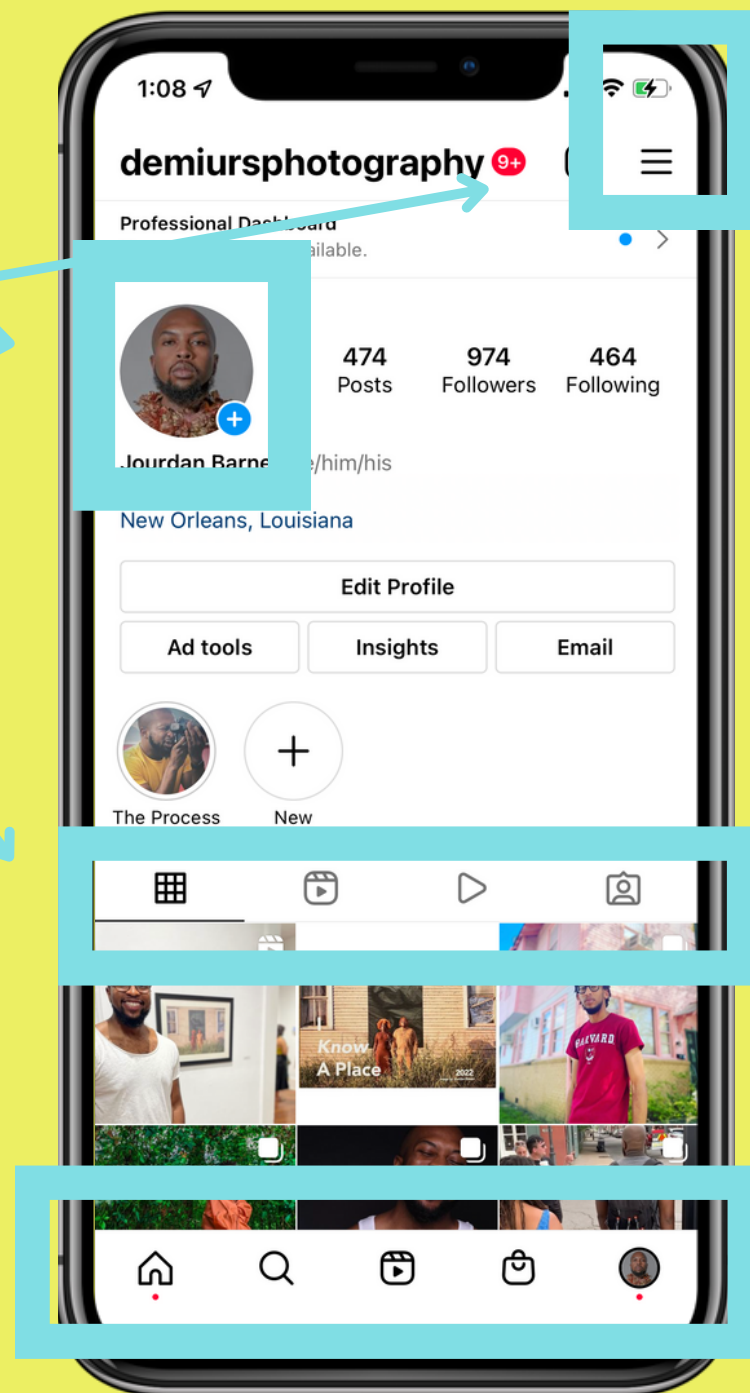 1:08
demiursphotography 9+
Professional Dashboard
ailable.
474 974 464
Posts Followers Following
Jourdan Barne /him/his
New Orleans, Louisiana
Edit Profile
Ad tools Insights Email
The Process New
I
Know
A Place
2022
HARVARD